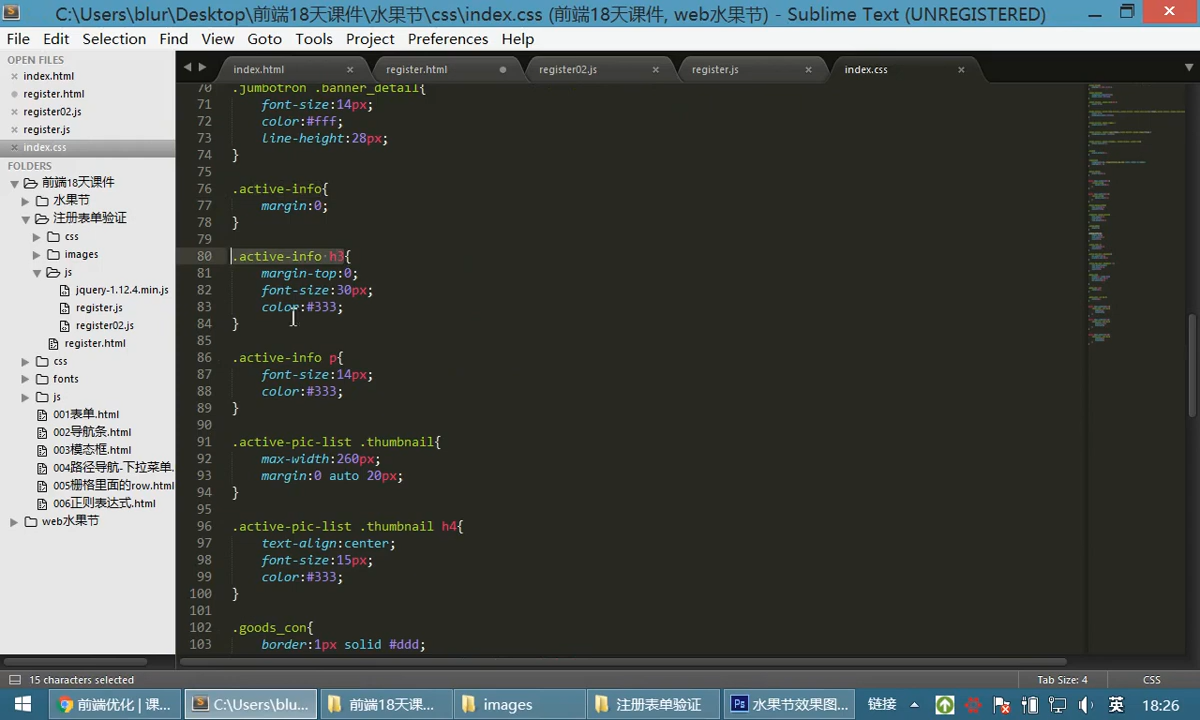 C:\Users\blur\Desktop\前端18天课件\水果节\css\index.css (前端18天课件, web水果节) - Sublime Text (UNREGISTERED)
File Edit Selection Find View Goto Tools Project Preferences Help
OPEN FILES
index.html
register.html
register02.js
register.js
index.css
FOLDERS
前端18天课件
水果节
注册表单验证
css
images
js
jquery-1.12.4.min.js
register.js
register02.js
register.html
css
fonts
js
001表单.html
002导航条.html
003模态框.html
004路径导航-下拉菜单.
005栅格里面的row.html
006正则表达式.html
web水果节
index.html register.html register02.js register.js index.css
70 .jumbotron .banner_detail{
71 font-size:14px;
72 color:#fff;
73 line-height:28px;
74 }
75
76 .active-info{
77 margin:0;
78 }
79
80 .active-info h3{
81 margin-top:0;
82 font-size:30px;
83 color:#333;
84 }
85
86 .active-info p{
87 font-size:14px;
88 color:#333;
89 }
90
91 .active-pic-list .thumbnail{
92 max-width:260px;
93 margin:0 auto 20px;
94 }
95
96 .active-pic-list .thumbnail h4{
97 text-align:center;
98 font-size:15px;
99 color:#333;
100 }
101
102 .goods_con{
103 border:1px solid #ddd;
15 characters selected Tab Size: 4 CSS
前端优化 | 课... C:\Users\blu... 前端18天课... images 注册表单验证 水果节效果图... 链接 英 18:26